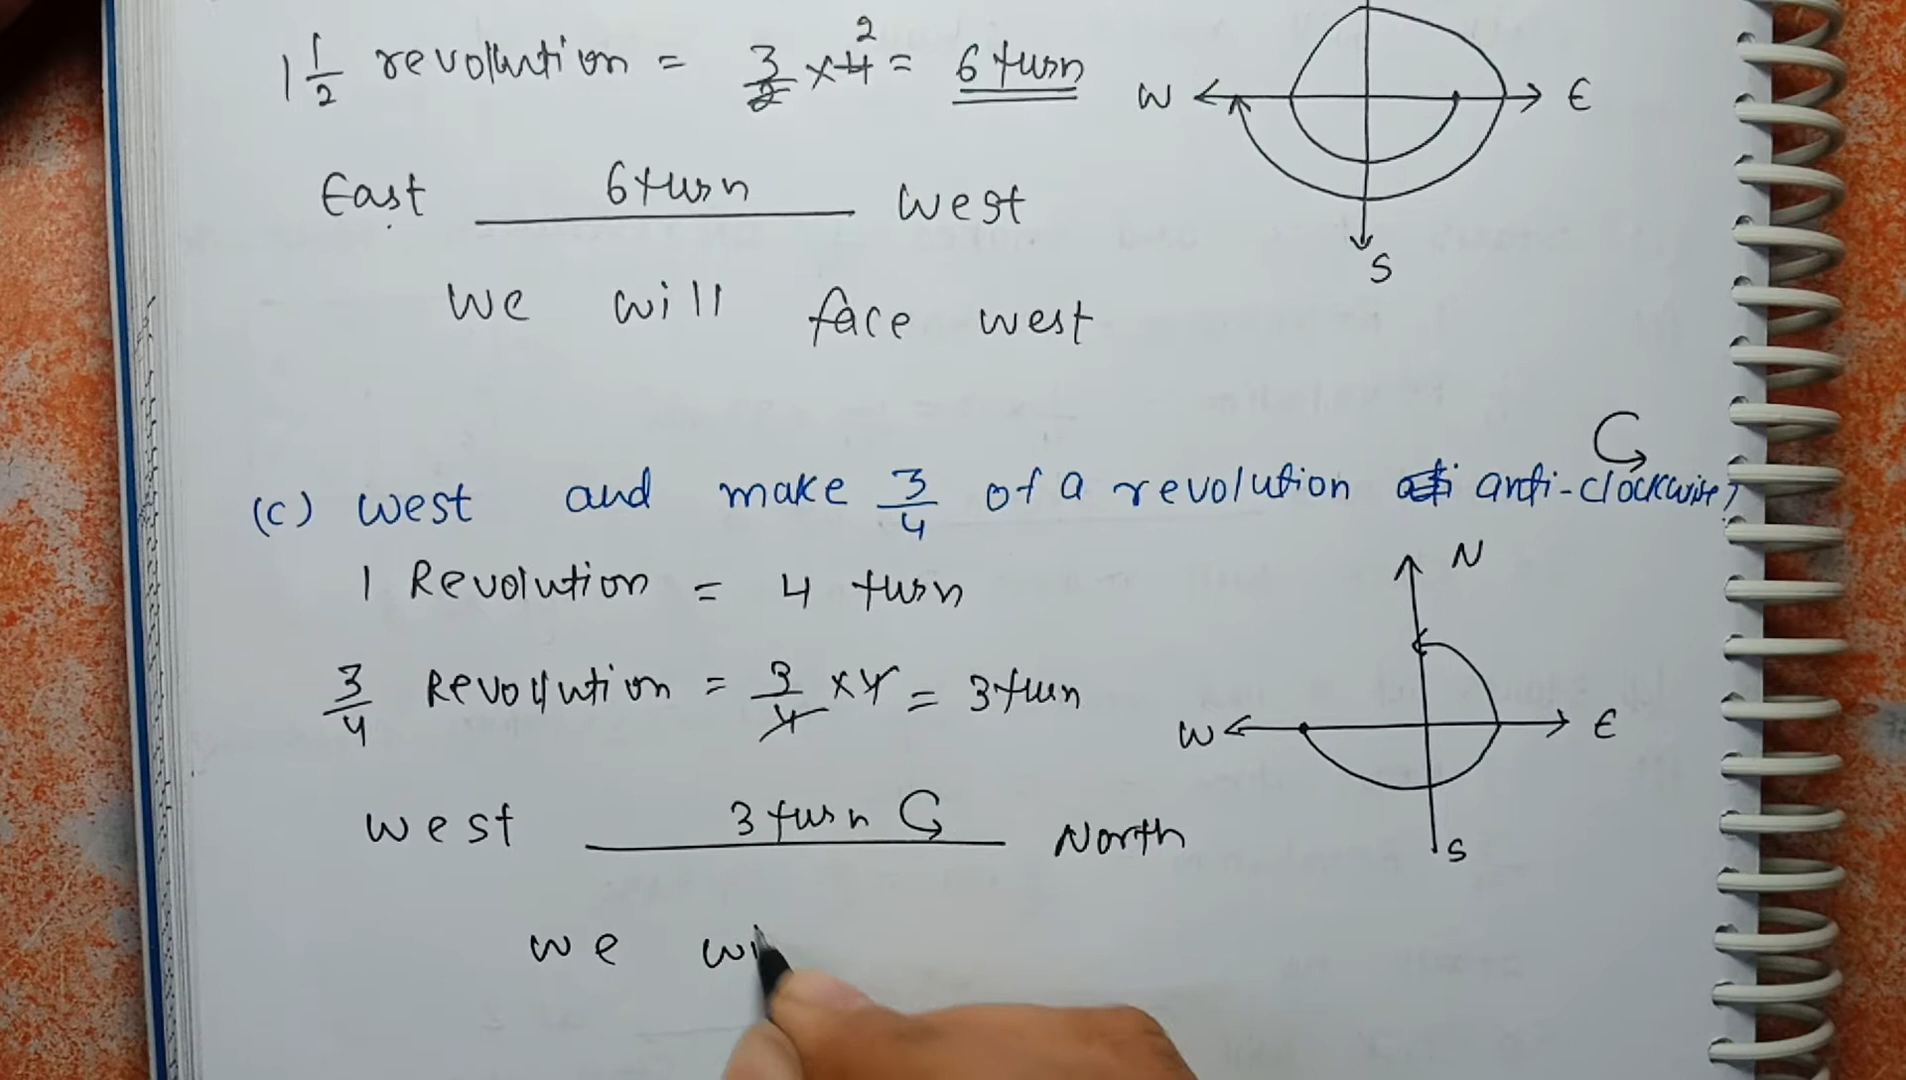 1 1/2 revolution = 3/2 × 4 2 = 6 turn
W E
East 6 turn west
S
we will face west
(c) west and make 3/4 of a revolution anti-clockwise?
N
1 Revolution = 4 turn
3/4 Revolution = 3/4 × 4 = 3 turn
W E
west 3 turn North
S
we wi